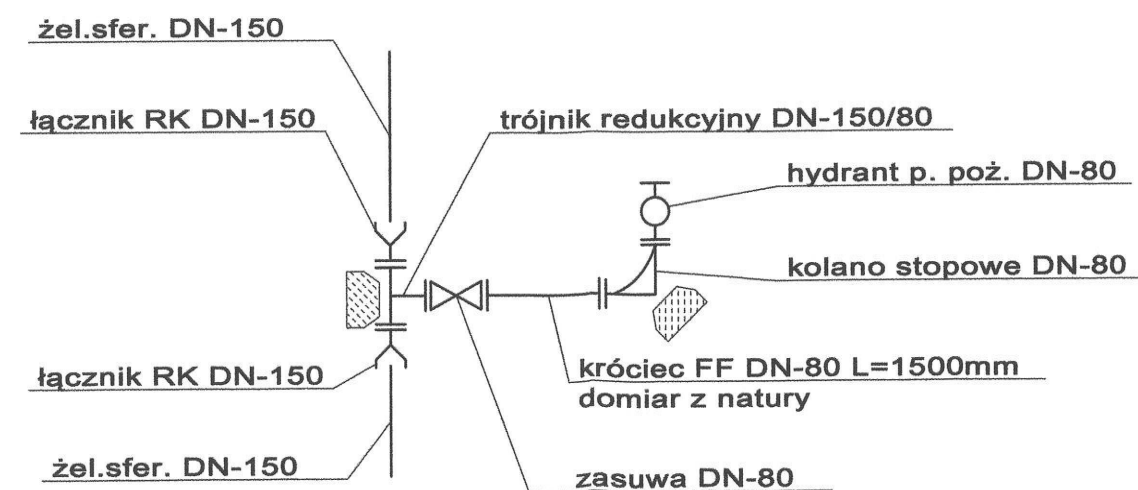 żel.sfer. DN-150
łącznik RK DN-150
trójnik redukcyjny DN-150/80
hydrant p. poż. DN-80
kolano stopowe DN-80
łącznik RK DN-150
króciec FF DN-80 L=1500mm
domiar z natury
żel.sfer. DN-150
zasuwa DN-80